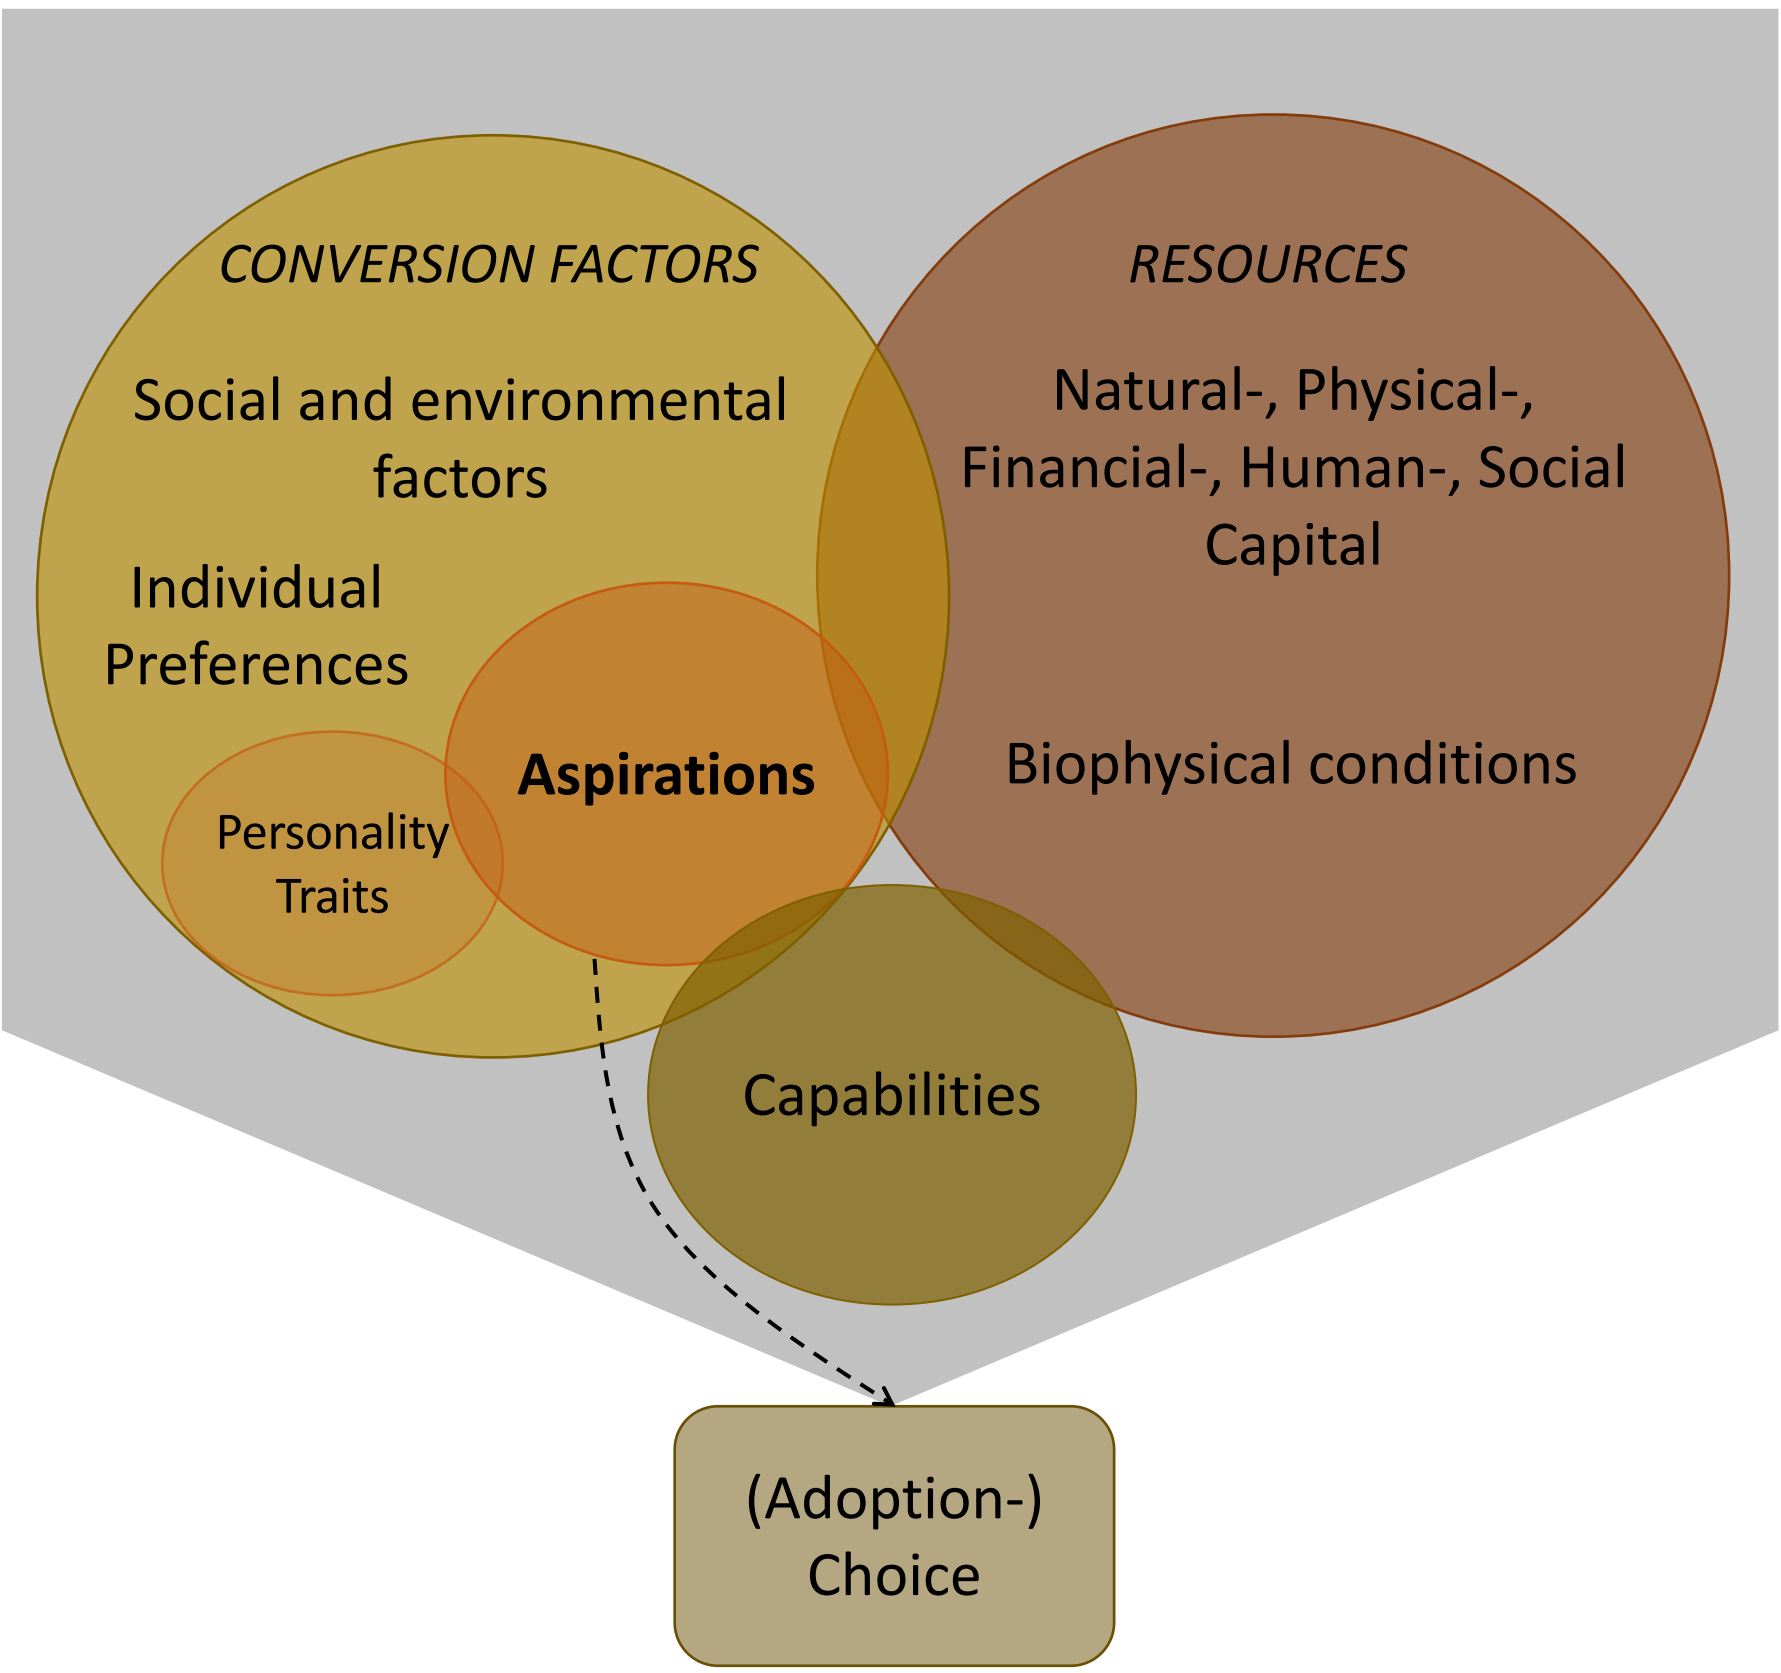 CONVERSION FACTORS
Social and environmental
factors
Individual
Preferences
Aspirations
Personality
Traits
RESOURCES
Natural-, Physical-,
Financial-, Human-, Social
Capital
Biophysical conditions
Capabilities
(Adoption-)
Choice